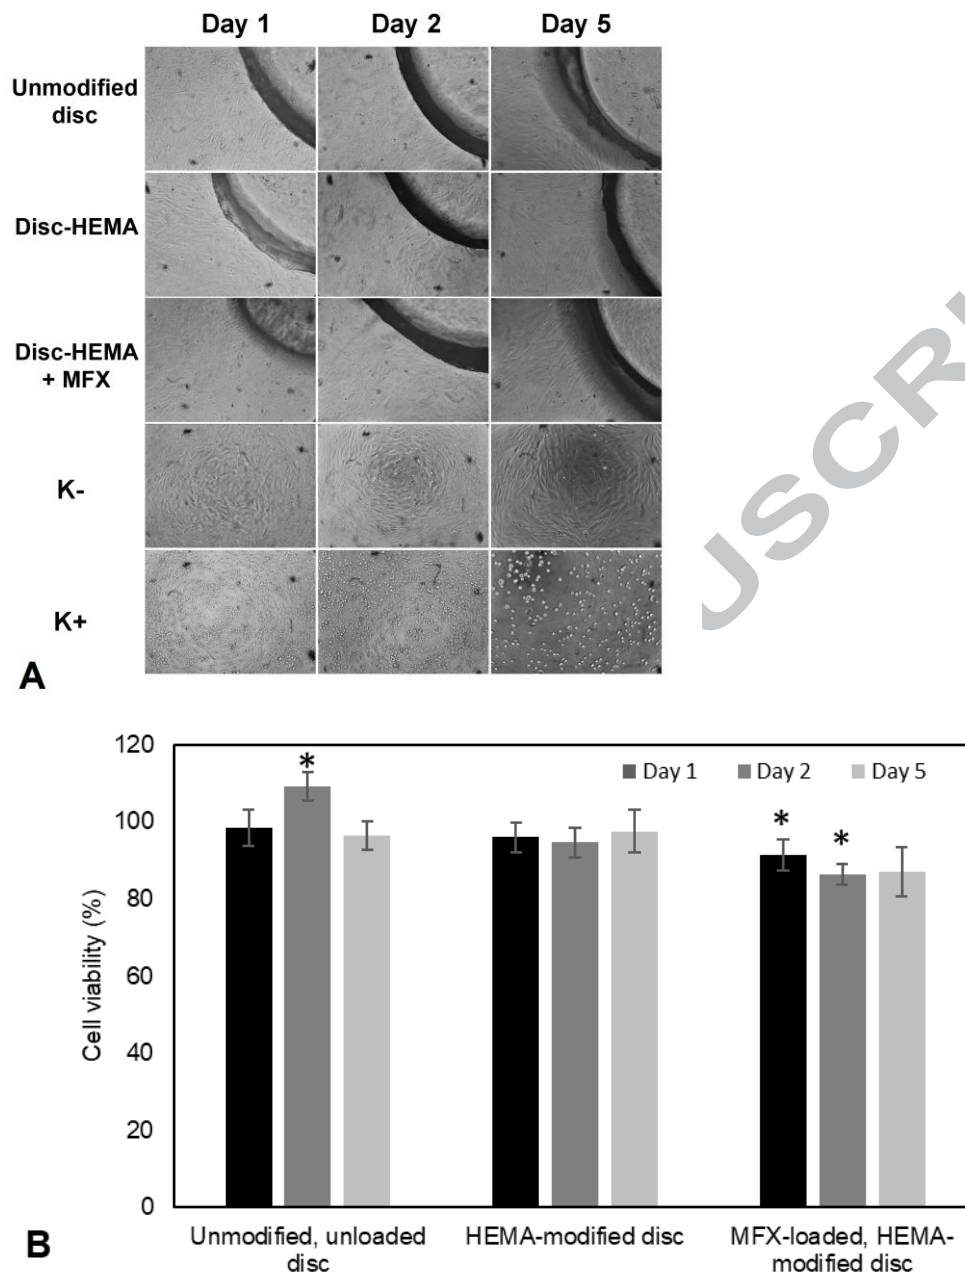 Day 1 Day 2 Day 5
Unmodified
disc
Disc-HEMA
Disc-HEMA
+ MFX
K-
K+
A
USCRI
120
100
80
60
40
20
0
Cell viability (%)
* * *
Day 1 Day 2 Day 5
Unmodified, unloaded
disc
HEMA-modified disc
MFX-loaded, HEMA-
modified disc
B